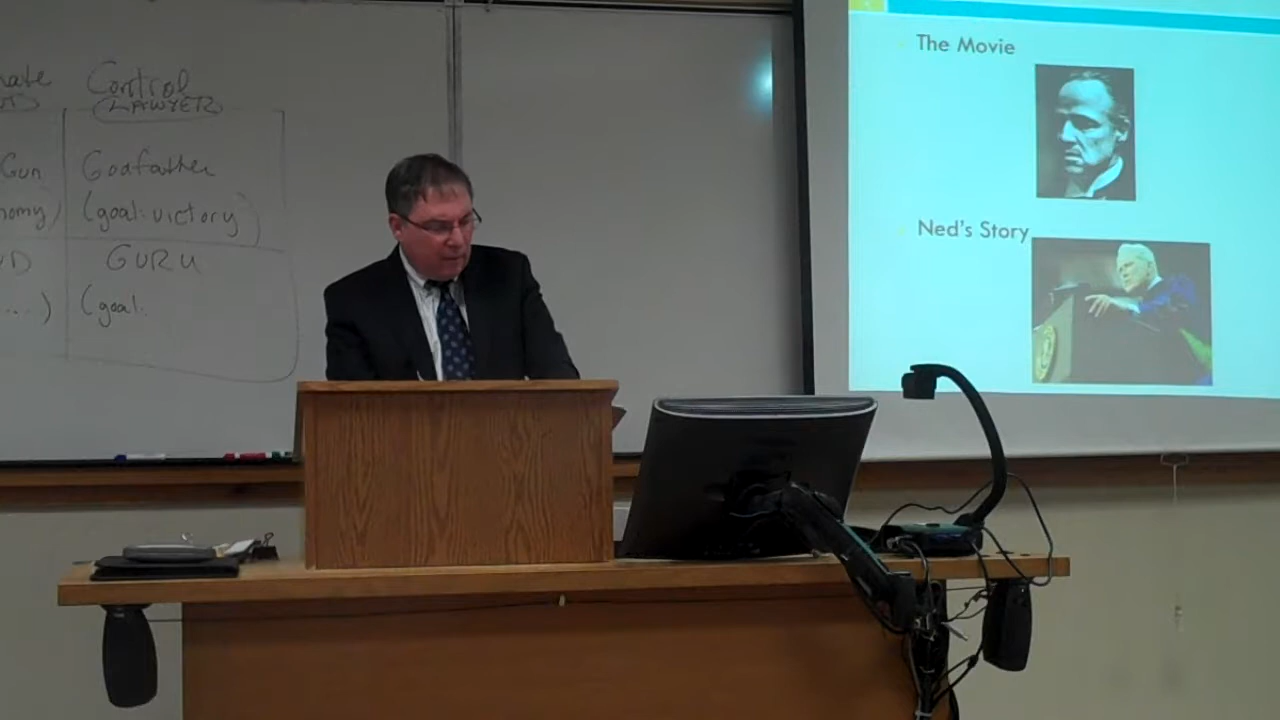 Control
LAWYER
Gun
Godfather
(goal: victory)
GURU
(goal:
The Movie
Ned's Story